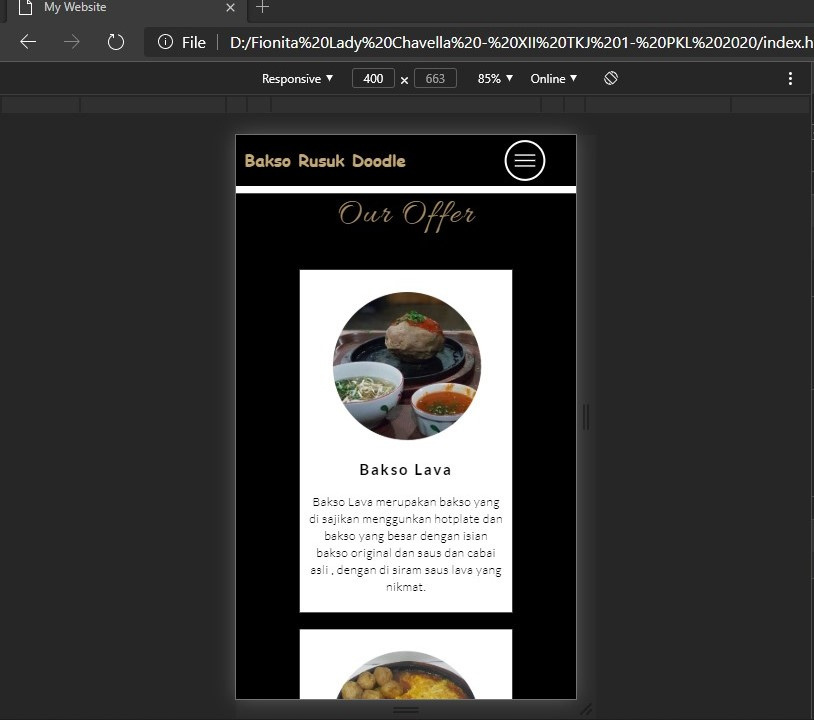 My Website
File
D:/Fionita%20Lady%20Chavella%20-%20XII%20TKJ%201-%20PKL%202020/index.h
Responsive 400 × 663 85% Online
Bakso Rusuk Doodle
Our Offer
Bakso Lava
Bakso Lava merupakan bakso yang
di sajikan menggunkan hotplate dan
bakso yang besar dengan isian
bakso original dan saus dan cabai
asli , dengan di siram saus lava yang
nikmat.